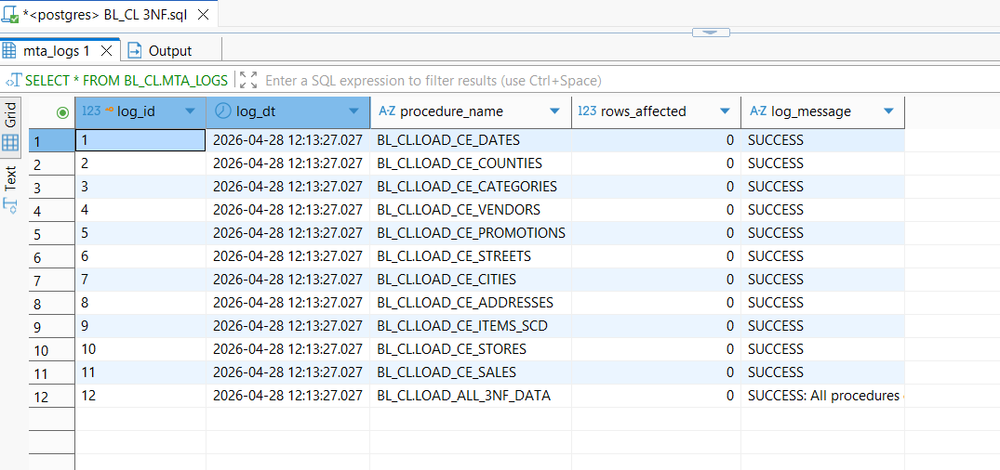 *<postgres> BL_CL 3NF.sql
mta_logs 1 Output
SELECT * FROM BL_CL.MTA_LOGS Enter a SQL expression to filter results (use Ctrl+Space)
Grid
Text
123 log_id log_dt A-Z procedure_name 123 rows_affected A-Z log_message
1 1 2026-04-28 12:13:27.027 BL_CL.LOAD_CE_DATES 0 SUCCESS
2 2 2026-04-28 12:13:27.027 BL_CL.LOAD_CE_COUNTIES 0 SUCCESS
3 3 2026-04-28 12:13:27.027 BL_CL.LOAD_CE_CATEGORIES 0 SUCCESS
4 4 2026-04-28 12:13:27.027 BL_CL.LOAD_CE_VENDORS 0 SUCCESS
5 5 2026-04-28 12:13:27.027 BL_CL.LOAD_CE_PROMOTIONS 0 SUCCESS
6 6 2026-04-28 12:13:27.027 BL_CL.LOAD_CE_STREETS 0 SUCCESS
7 7 2026-04-28 12:13:27.027 BL_CL.LOAD_CE_CITIES 0 SUCCESS
8 8 2026-04-28 12:13:27.027 BL_CL.LOAD_CE_ADDRESSES 0 SUCCESS
9 9 2026-04-28 12:13:27.027 BL_CL.LOAD_CE_ITEMS_SCD 0 SUCCESS
10 10 2026-04-28 12:13:27.027 BL_CL.LOAD_CE_STORES 0 SUCCESS
11 11 2026-04-28 12:13:27.027 BL_CL.LOAD_CE_SALES 0 SUCCESS
12 12 2026-04-28 12:13:27.027 BL_CL.LOAD_ALL_3NF_DATA 0 SUCCESS: All procedures